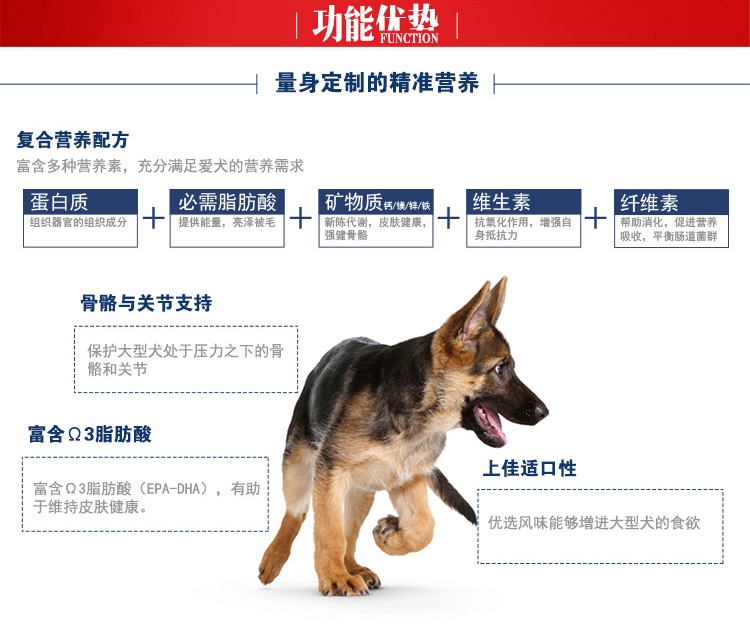 功能优势
FUNCTION
量身定制的精准营养
复合营养配方
富含多种营养素，充分满足爱犬的营养需求
蛋白质
组织器官的组织成分
+
必需脂肪酸
提供能量，亮泽被毛
+
矿物质钙/镁/锌/铁
新陈代谢，皮肤健康，
强健骨骼
+
维生素
抗氧化作用，增强自
身抵抗力
+
纤维素
帮助消化，促进营养
吸收，平衡肠道菌群
骨骼与关节支持
保护大型犬处于压力之下的骨
骼和关节
富含Ω3脂肪酸
富含Ω3脂肪酸（EPA-DHA），有助
于维持皮肤健康。
上佳适口性
优选风味能够增进大型犬的食欲